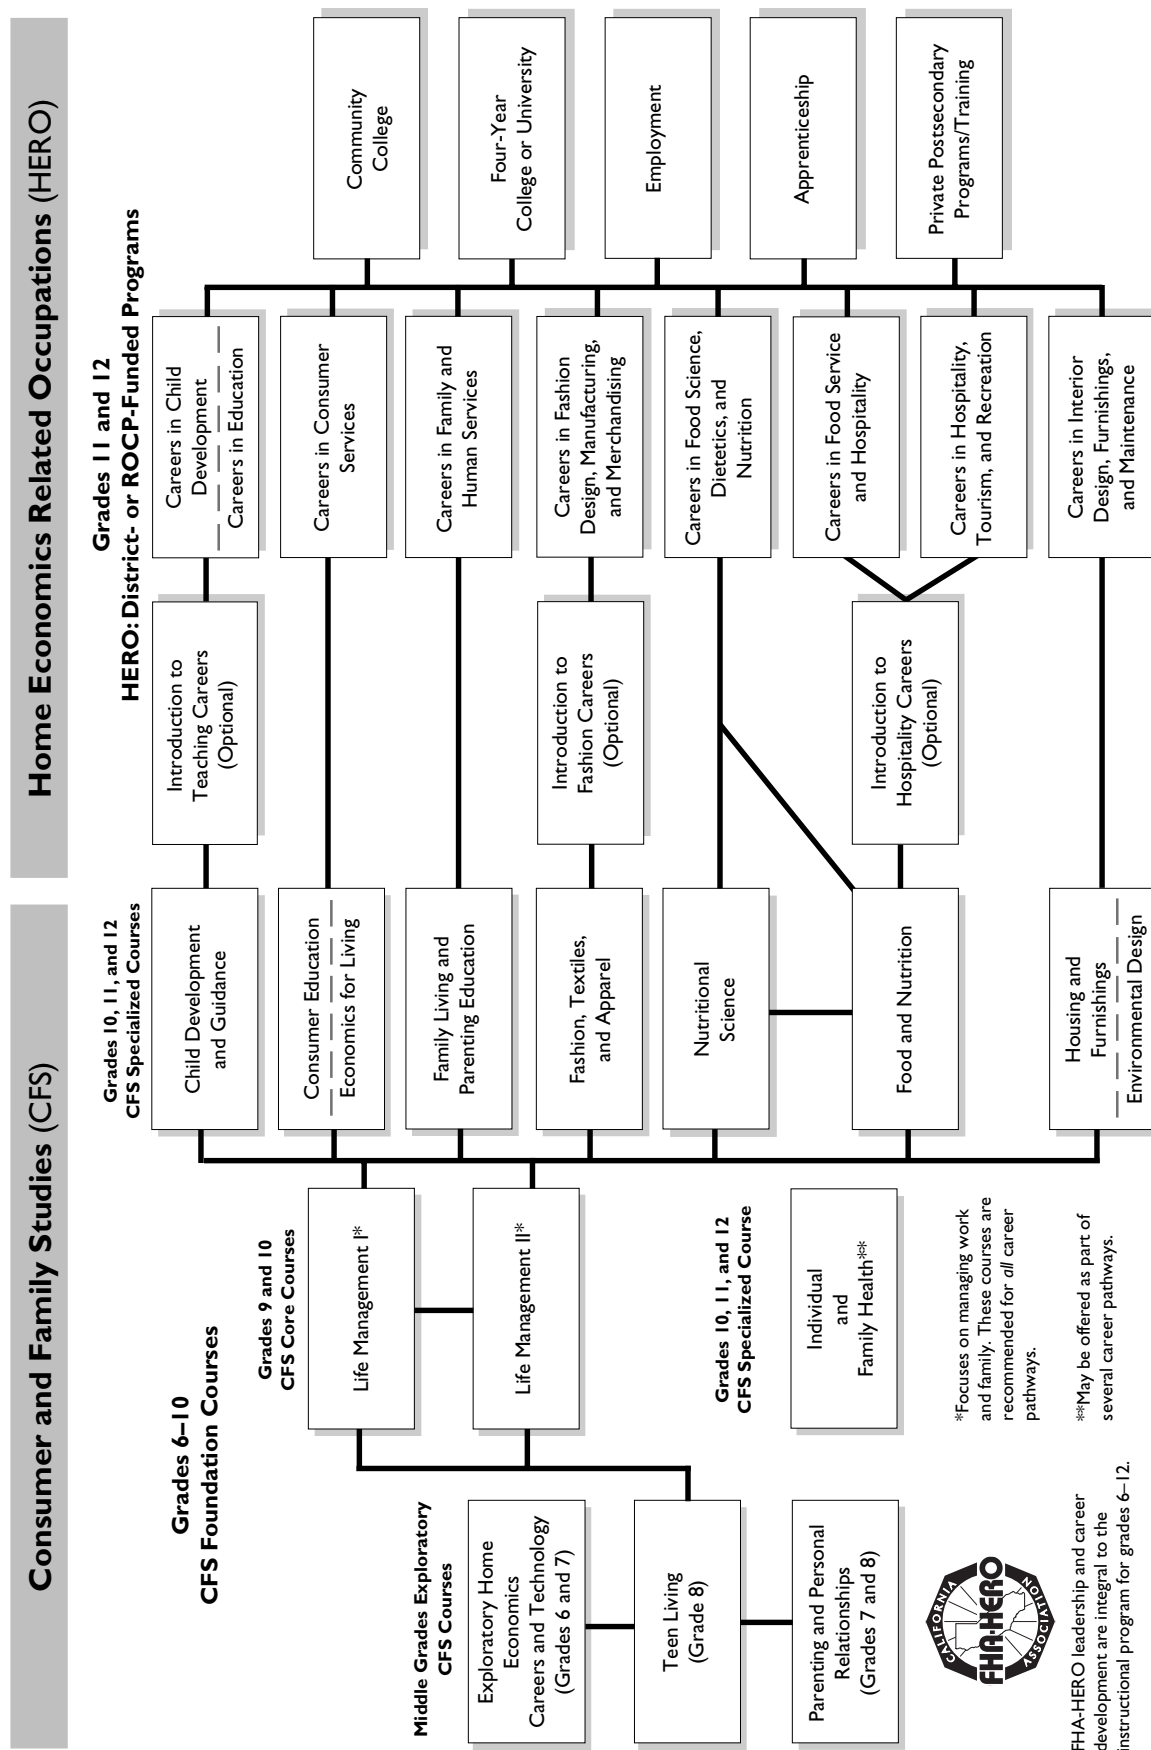 Consumer and Family Studies (CFS)
Home Economics Related Occupations (HERO)
Grades 6–10
CFS Foundation Courses
Middle Grades Exploratory
CFS Courses
Exploratory Home
Economics
Careers and Technology
(Grades 6 and 7)
Teen Living
(Grade 8)
Parenting and Personal
Relationships
(Grades 7 and 8)
CALIFORNIA
FHA-HERO
ASSOCIATION
FHA-HERO leadership and career
development are integral to the
instructional program for grades 6–12.
Grades 9 and 10
CFS Core Courses
Life Management I*
Life Management II*
Grades 10, 11, and 12
CFS Specialized Course
Individual
and
Family Health**
*Focuses on managing work
and family. These courses are
recommended for all career
pathways.
**May be offered as part of
several career pathways.
Grades 10, 11, and 12
CFS Specialized Courses
Child Development
and Guidance
Consumer Education
Economics for Living
Family Living and
Parenting Education
Fashion, Textiles,
and Apparel
Nutritional
Science
Food and Nutrition
Housing and
Furnishings
Environmental Design
Grades 11 and 12
HERO: District- or ROCP-Funded Programs
Introduction to
Teaching Careers
(Optional)
Introduction to
Fashion Careers
(Optional)
Introduction to
Hospitality Careers
(Optional)
Careers in Child
Development
Careers in Education
Careers in Consumer
Services
Careers in Family and
Human Services
Careers in Fashion
Design, Manufacturing,
and Merchandising
Careers in Food Science,
Dietetics, and
Nutrition
Careers in Food Service
and Hospitality
Careers in Hospitality,
Tourism, and Recreation
Careers in Interior
Design, Furnishings,
and Maintenance
Community
College
Four-Year
College or University
Employment
Apprenticeship
Private Postsecondary
Programs/Training